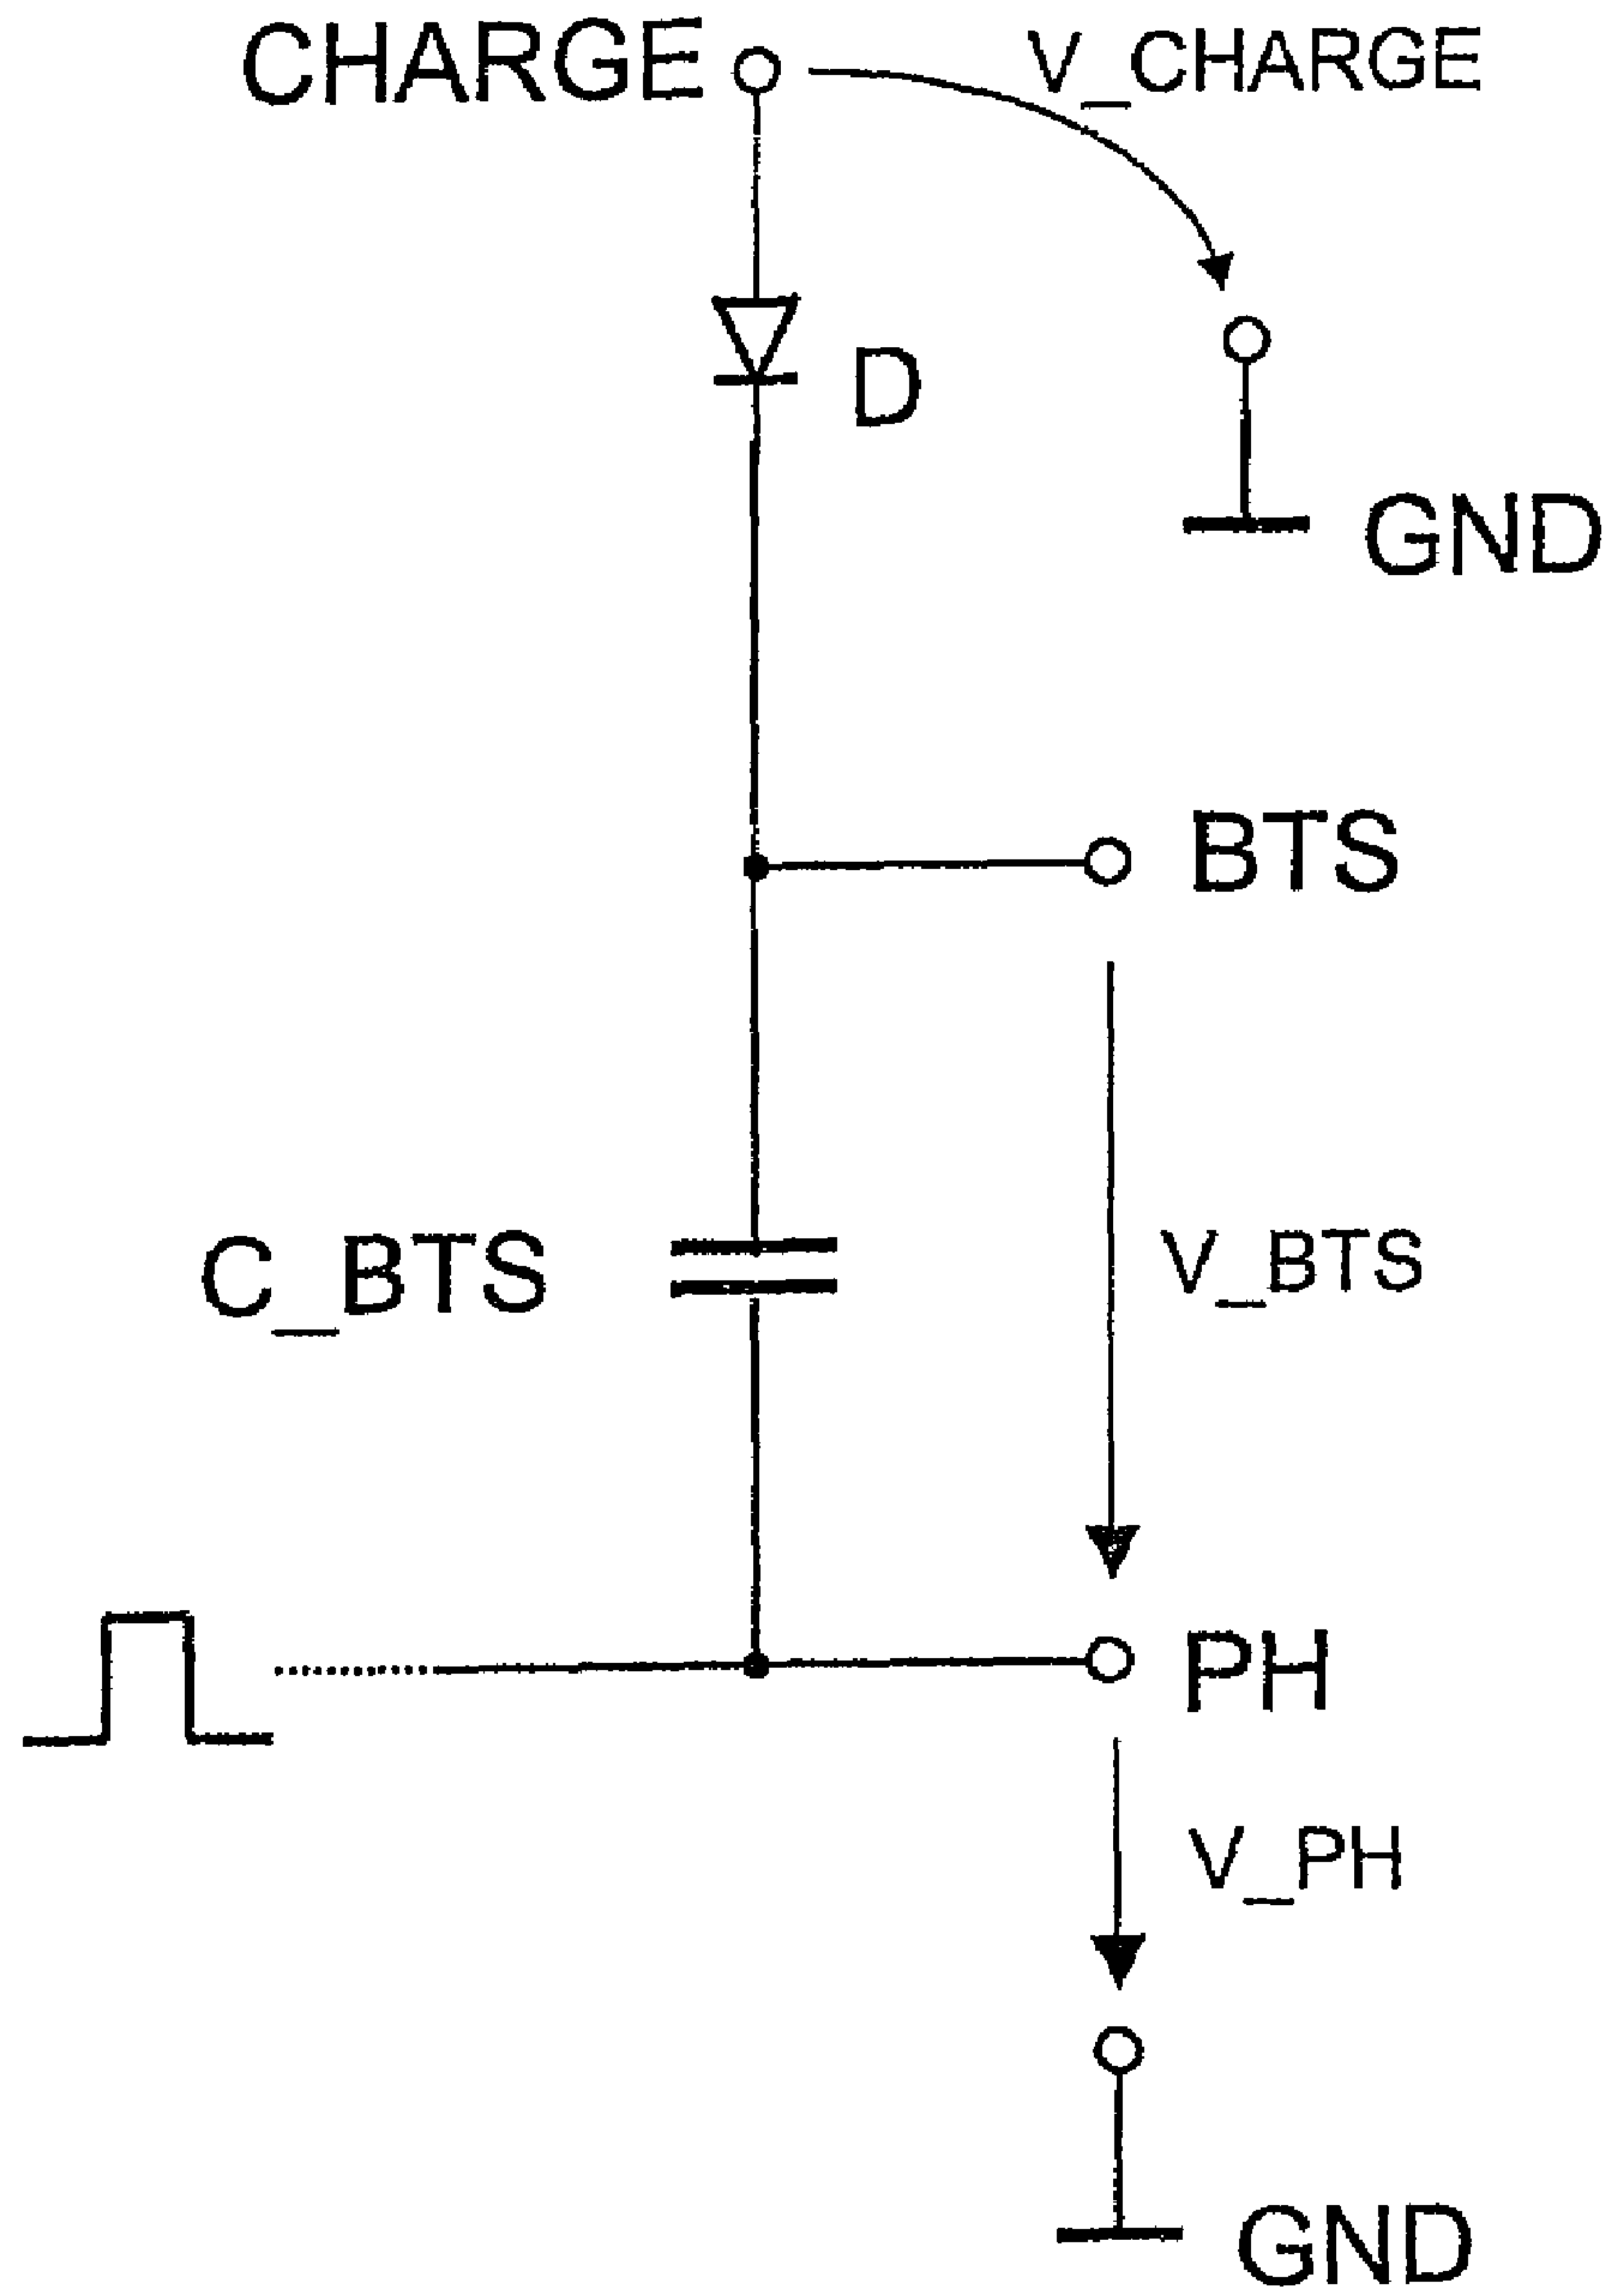 CHARGE
V_CHARGE
D
GND
BTS
C_BTS
V_BTS
PH
V_PH
GND